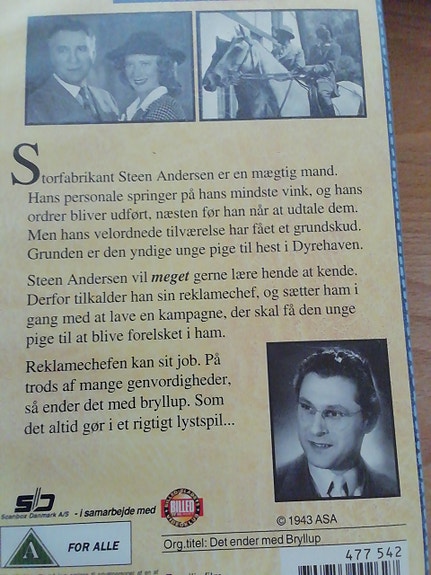 Storfabrikant Steen Andersen er en mægtig mand.
Hans personale springer på hans mindste vink, og hans
ordrer bliver udført, næsten før han når at udtale dem.
Men hans velordnede tilværelse har fået et grundskud.
Grunden er den yndige unge pige til hest i Dyrehaven.
Steen Andersen vil meget gerne lære hende at kende.
Derfor tilkalder han sin reklamechef, og sætter ham i
gang med at lave en kampagne, der skal få den unge
pige til at blive forelsket i ham.
Reklamechefen kan sit job. På
trods af mange genvordigheder,
så ender det med bryllup. Som
det altid gør i et rigtigt lystspil...
Scanbox Danmark A/S - i samarbejde med
BILLED
© 1943 ASA
Org.titel: Det ender med Bryllup
A FOR ALLE
477 542